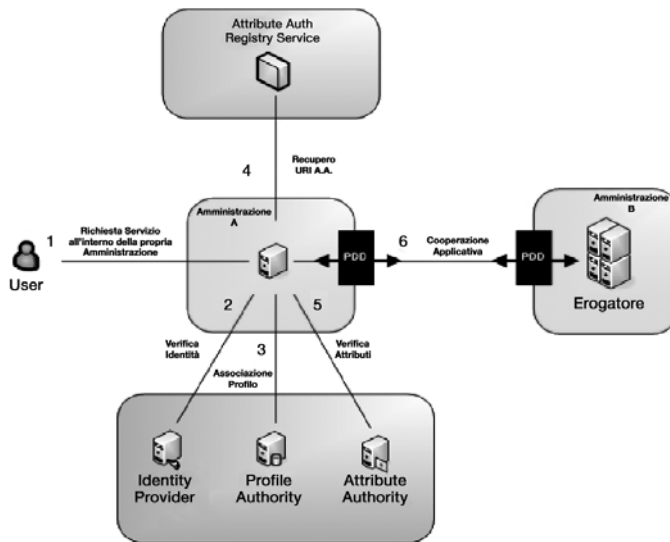 Attribute Auth
Registry Service
4
Recupero
URI A.A.
Amministrazione
A
Amministrazione
B
1
Richiesta Servizio
all'interno della propria
Amministrazione
User
PDD
6
Cooperazione
Applicativa
PDD
Erogatore
2
5
Verifica
Identità
3
Associazione
Profilo
Verifica
Attributi
Identity
Provider
Profile
Authority
Attribute
Authority